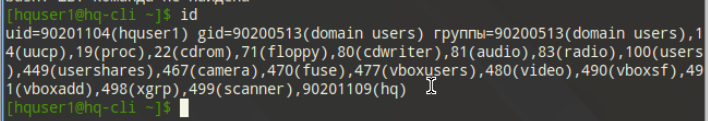 [hquser1@hq-cli ~]$ id
uid=90201104(hquser1) gid=90200513(domain users) группы=90200513(domain users),1
4(uucp),19(proc),22(cdrom),71(floppy),80(cdwriter),81(audio),83(radio),100(users
),449(usershares),467(camera),470(fuse),477(vboxusers),480(video),490(vboxsf),49
1(vboxadd),498(xgrp),499(scanner),90201109(hq)
[hquser1@hq-cli ~]$